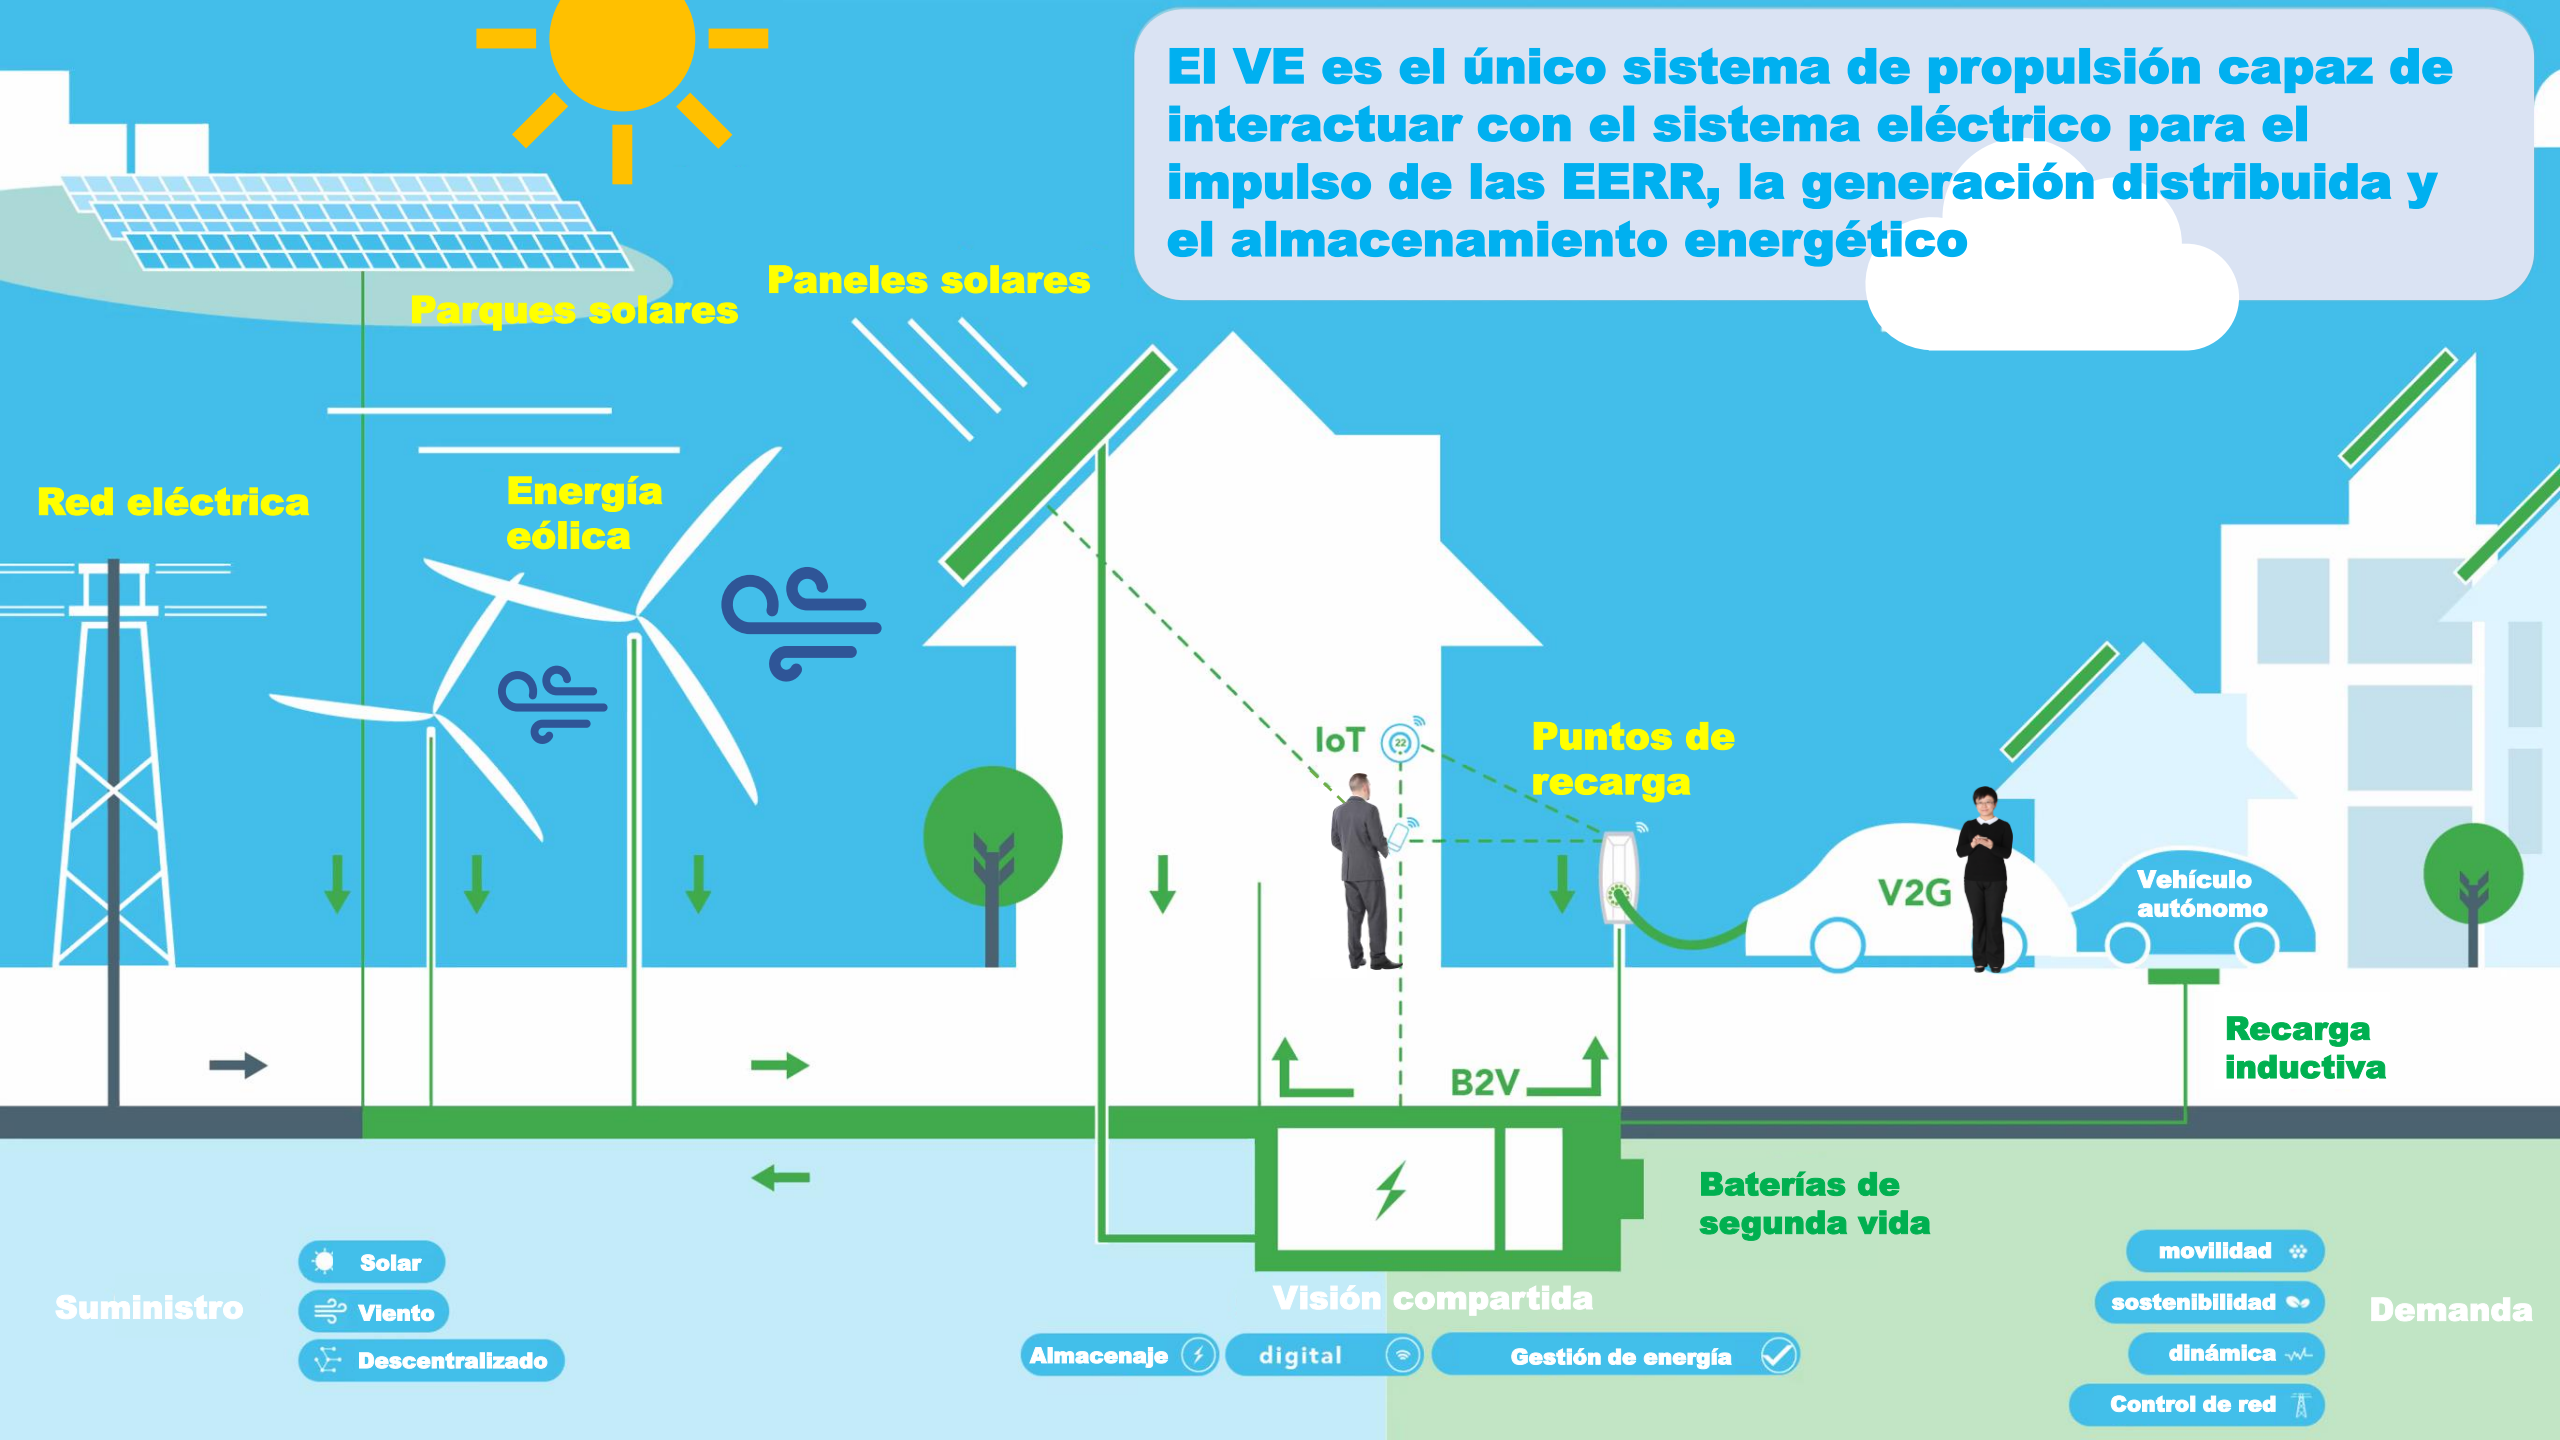 El VE es el único sistema de propulsión capaz de
interactuar con el sistema eléctrico para el
impulso de las EERR, la generación distribuida y
el almacenamiento energético
Paneles solares
Parques solares
Red eléctrica
Energía
eólica
IoT
22
Puntos de
recarga
V2G
Vehículo
autónomo
Recarga
inductiva
B2V
Baterías de
segunda vida
Suministro
Solar
Viento
Descentralizado
Visión compartida
Almacenaje
digital
Gestión de energía
movilidad
sostenibilidad
dinámica
Control de red
Demanda